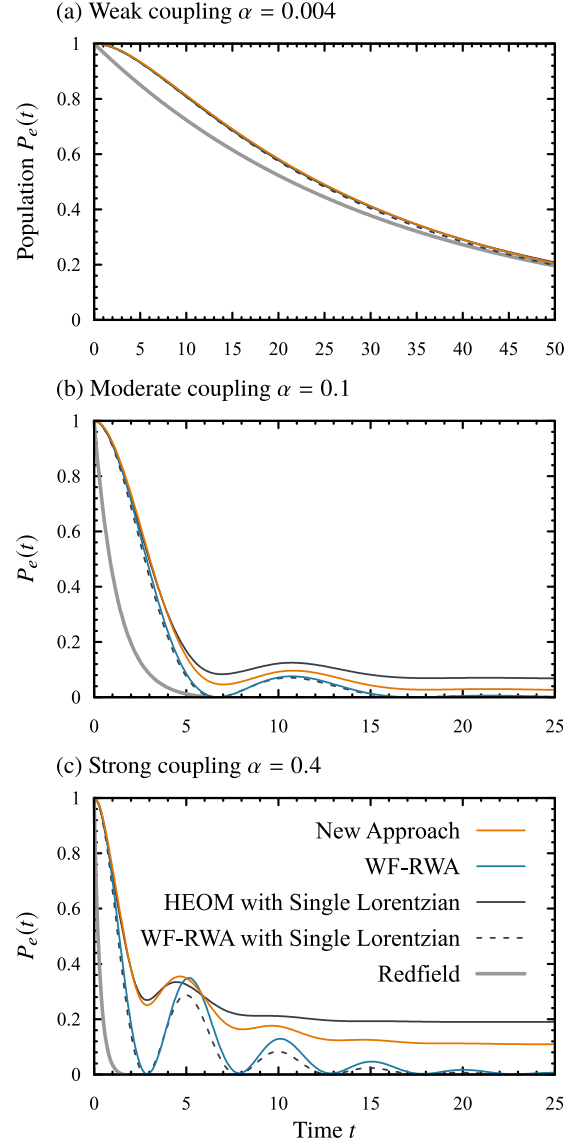 (a) Weak coupling α = 0.004
Population Pe(t)
1
0.8
0.6
0.4
0.2
0
0 5 10 15 20 25 30 35 40 45 50
(b) Moderate coupling α = 0.1
Pe(t)
1
0.8
0.6
0.4
0.2
0
0 5 10 15 20 25
(c) Strong coupling α = 0.4
Pe(t)
1
0.8
0.6
0.4
0.2
0
New Approach
WF-RWA
HEOM with Single Lorentzian
WF-RWA with Single Lorentzian
Redfield
0 5 10 15 20 25
Time t